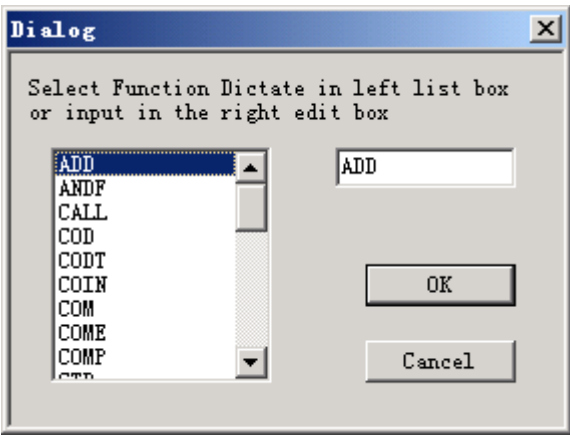 Dialog
Select Function Dictate in left list box
or input in the right edit box
ADD
ANDF
CALL
COD
CODT
COIN
COM
COME
COMP
ADD
OK
Cancel